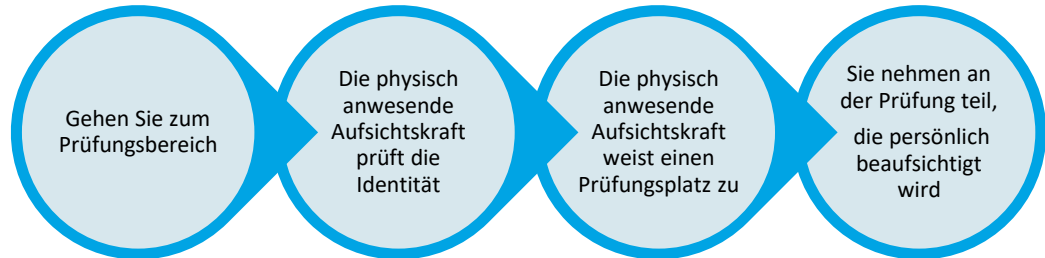 Gehen Sie zum
Prüfungsbereich
Die physisch
anwesende
Aufsichtskraft
prüft die
Identität
Die physisch
anwesende
Aufsichtskraft
weist einen
Prüfungsplatz zu
Sie nehmen an
der Prüfung teil,
die persönlich
beaufsichtigt
wird